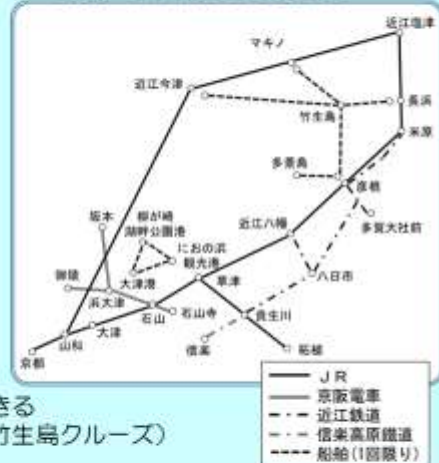 近江塩津
マキノ
近江今津
長浜
竹生島
米原
多景島
彦根
坂本
柳が崎
湖畔公園港
多賀大社前
近江八幡
におの浜
観光港
御陵
大津港
草津
八日市
浜大津
石山
石山寺
貴生川
大津
山科
京都
信楽
柘植
JR
京阪電車
近江鉄道
信楽高原鐵道
船舶(1回限り)
きる
竹生島クルーズ)